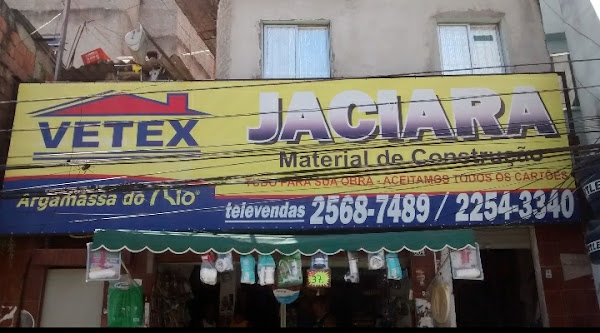 VETEX
JACIARA
Material de Construção
TUDO PARA SUA OBRA - ACEITAMOS TODOS OS CARTÕES
Argamassa do Rio
televendas 2568-7489 / 2254-3340